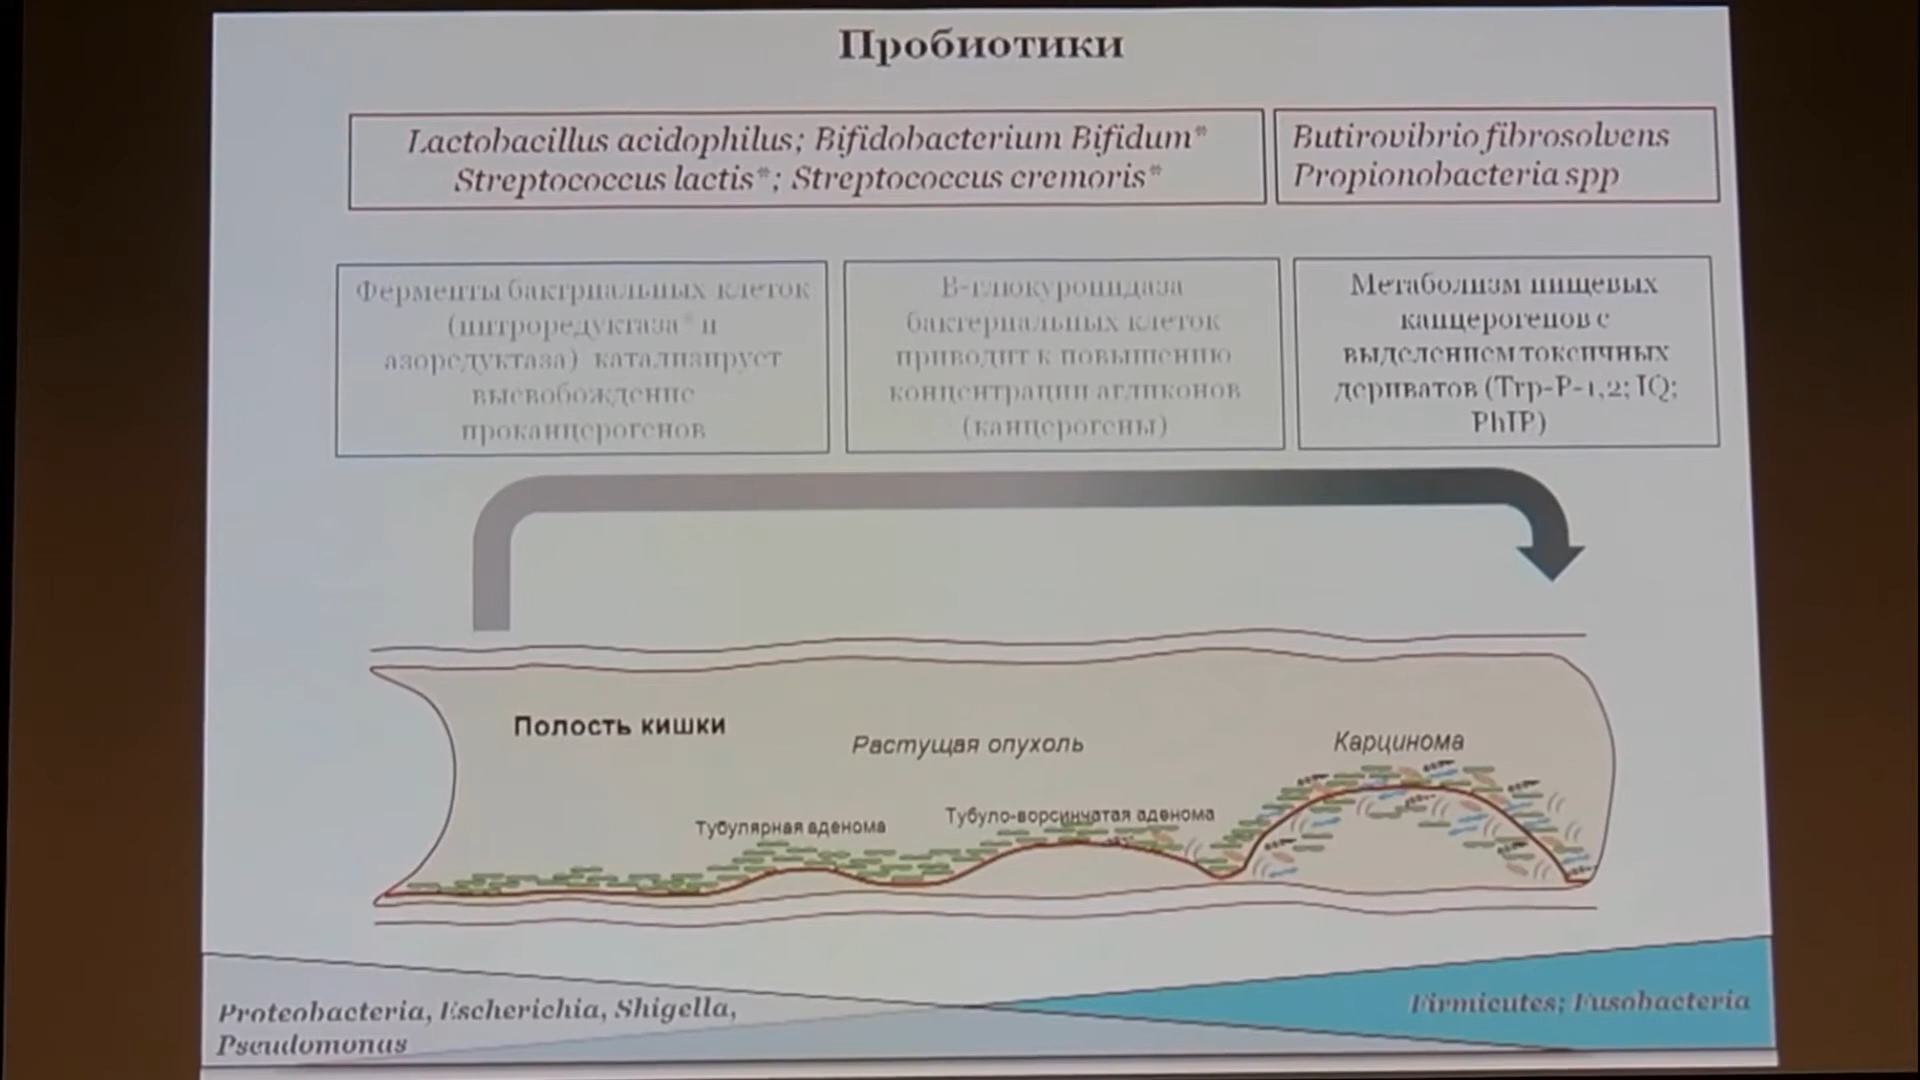 Пробиотики
Lactobacillus acidophilus; Bifidobacterium Bifidum*
Streptococcus lactis*; Streptococcus cremoris*
Butirovibrio fibrosolvens
Propionobacteria spp
Ферменты бактриальных клеток
(нитроредуктаза* и
азоредуктаза) катализирует
высвобождение
проканцерогенов
В-глюкуронидаза
бактериальных клеток
приводит к повышению
концентрации агликонов
(канцерогены)
Метаболизм пищевых
канцерогенов с
выделением токсичных
дериватов (Trp-P-1,2; IQ;
PhIP)
Полость кишки
Растущая опухоль
Карцинома
Тубулярная аденома
Тубуло-ворсинчатая аденома
Proteobacteria, Escherichia, Shigella,
Pseudomonas
Firmicutes; Fusobacteria